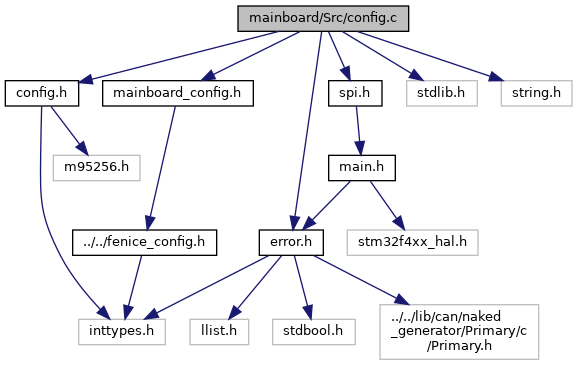 mainboard/Src/config.c
config.h
mainboard_config.h
spi.h
stdlib.h
string.h
m95256.h
main.h
../../fenice_config.h
error.h
stm32f4xx_hal.h
inttypes.h
llist.h
stdbool.h
../../lib/can/naked
_generator/Primary/c
/Primary.h